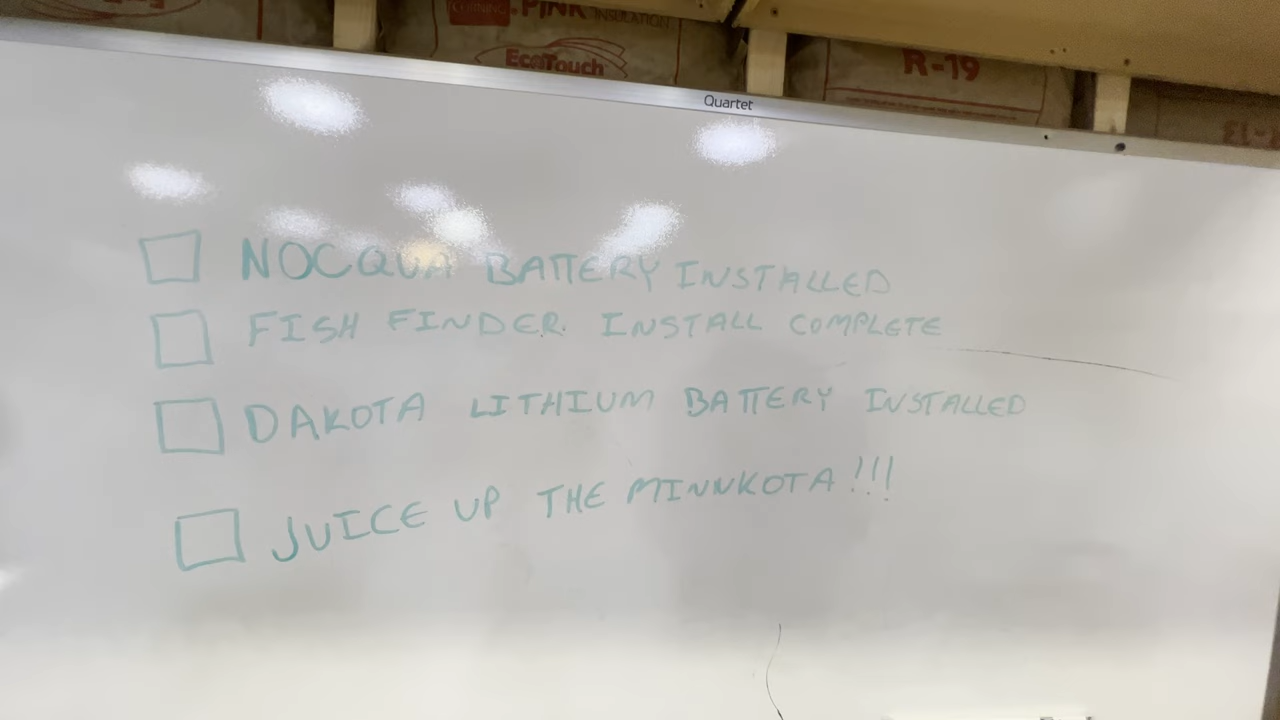 PINK INSULATION
EcoTouch
R-19
Quartet
NOCQUA BATTERY INSTALLED
FISH FINDER INSTALL COMPLETE
DAKOTA LITHIUM BATTERY INSTALLED
JUICE UP THE MINNKOTA!!!